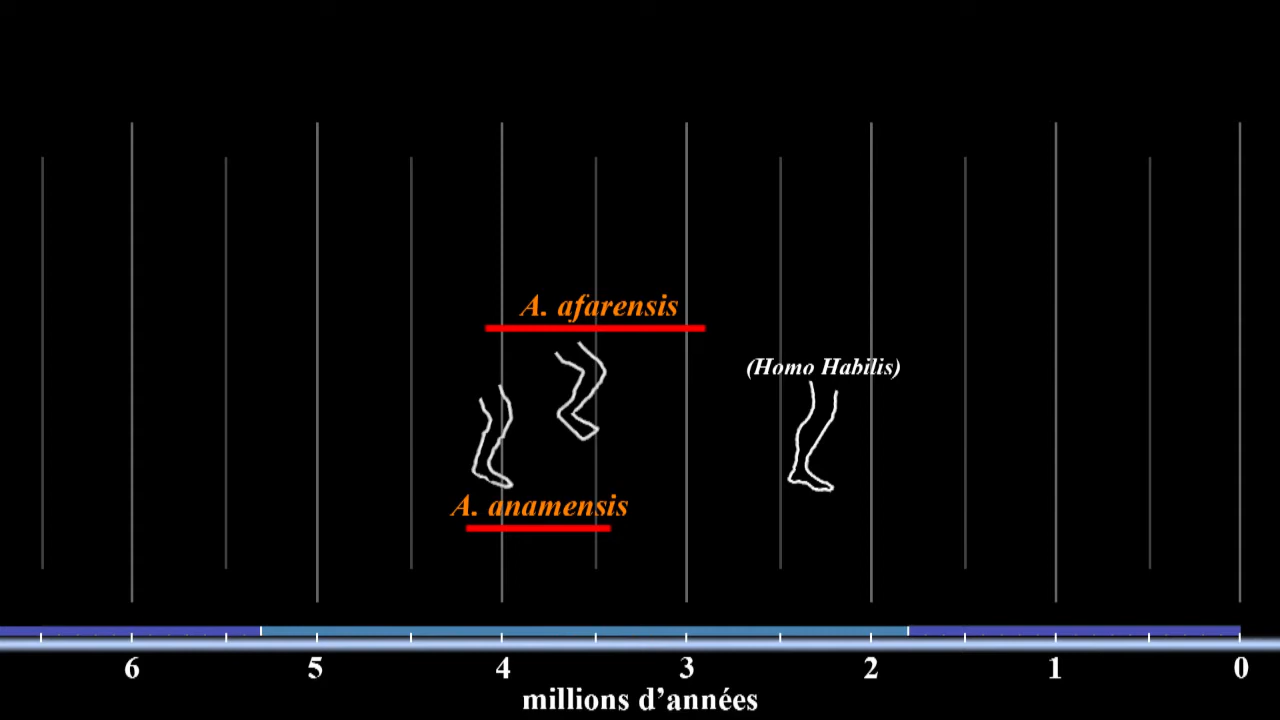 A. afarensis
(Homo Habilis)
A. anamensis
6 5 4 3 2 1 0
millions d’années